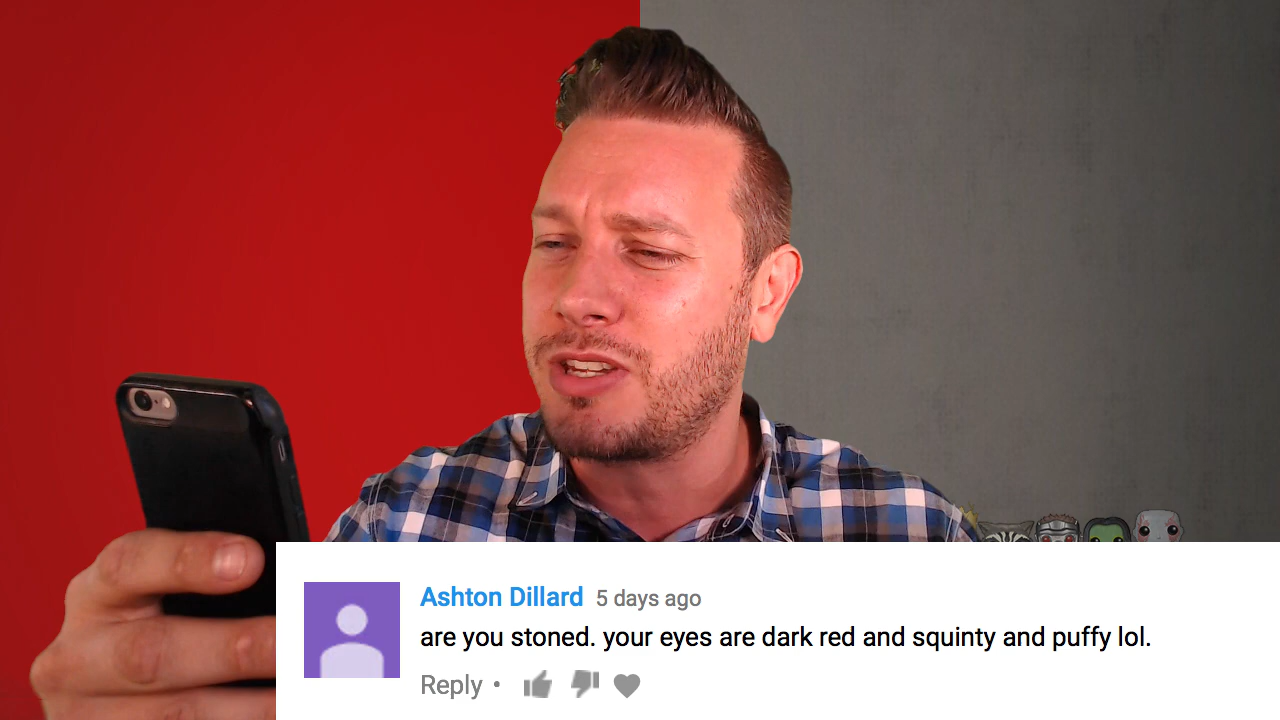 Ashton Dillard 5 days ago
are you stoned. your eyes are dark red and squinty and puffy lol.
Reply •